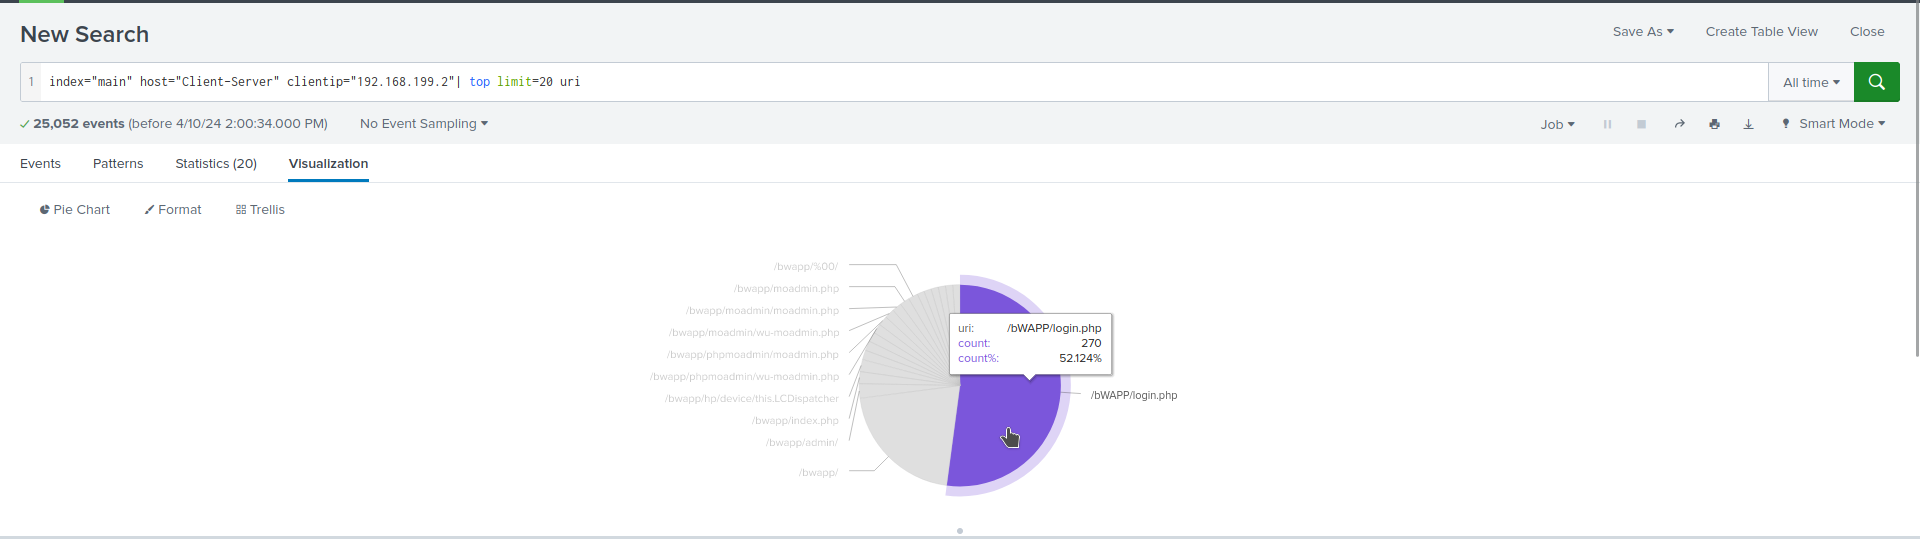 New Search
Save As
Create Table View
Close
1 index="main" host="Client-Server" clientip="192.168.199.2"| top limit=20 uri
All time
25,052 events (before 4/10/24 2:00:34.000 PM)
No Event Sampling
Job
Smart Mode
Events
Patterns
Statistics (20)
Visualization
Pie Chart
Format
Trellis
/bwapp/%00/
/bwapp/moadmin.php
/bwapp/moadmin/moadmin.php
/bwapp/moadmin/wu-moadmin.php
/bwapp/phpmoadmin/moadmin.php
/bwapp/phpmoadmin/wu-moadmin.php
/bwapp/hp/device/this.LCDispatcher
/bwapp/index.php
/bwapp/admin/
/bwapp/
uri: /bWAPP/login.php
count: 270
count%: 52.124%
/bWAPP/login.php